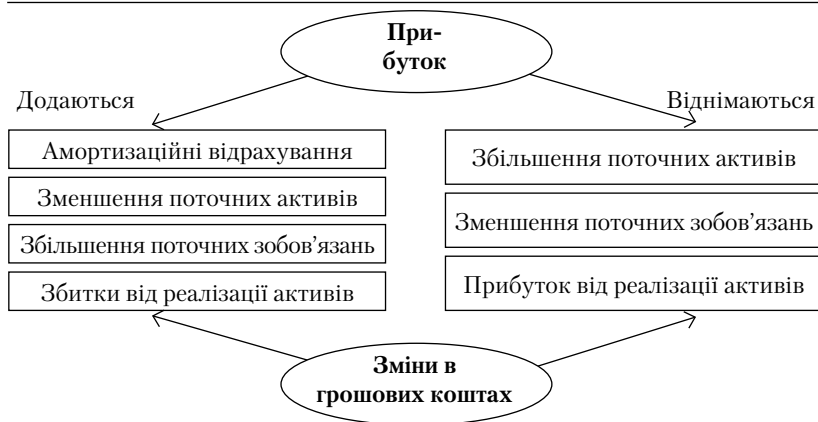 При-
буток
Додаються
Віднімаються
Амортизаційні відрахування
Зменшення поточних активів
Збільшення поточних зобов’язань
Збитки від реалізації активів
Збільшення поточних активів
Зменшення поточних зобов’язань
Прибуток від реалізації активів
Зміни в
грошових коштах